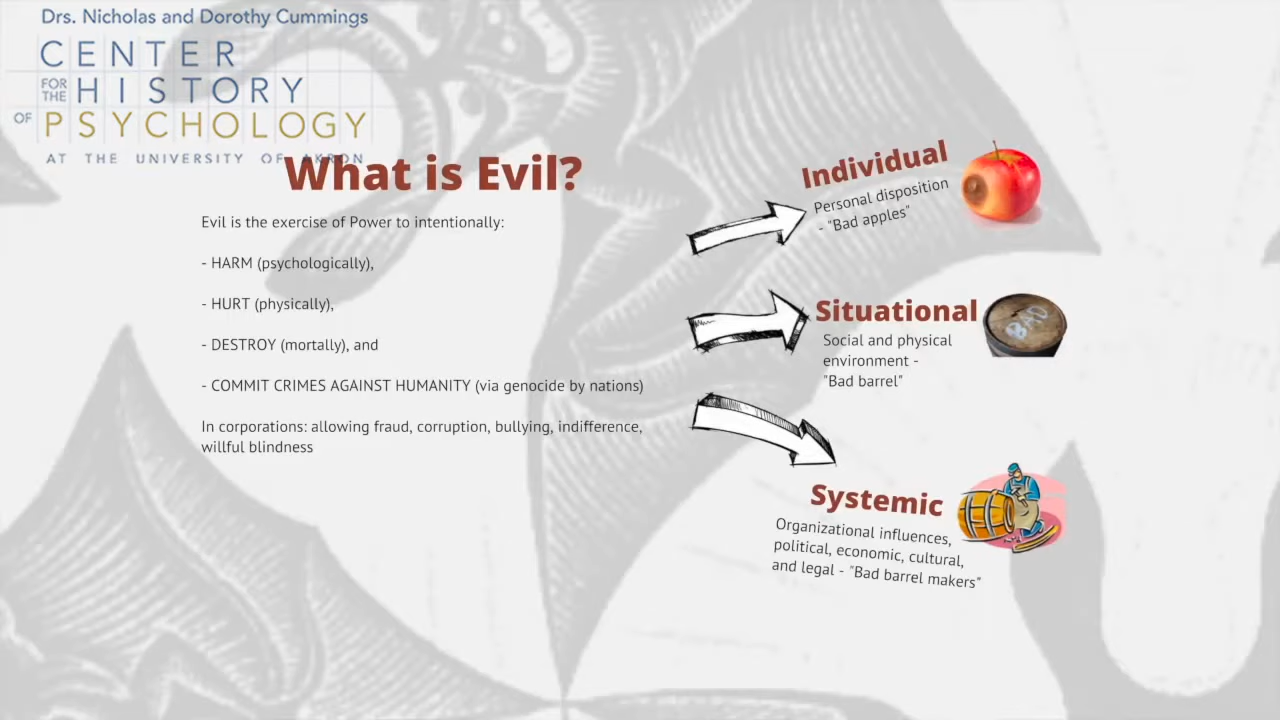 Drs. Nicholas and Dorothy Cummings
CENTER
FOR THE HISTORY
OF PSYCHOLOGY
AT THE UNIVERSITY OF AKRON
What is Evil?
Evil is the exercise of Power to intentionally:
- HARM (psychologically),
- HURT (physically),
- DESTROY (mortally), and
- COMMIT CRIMES AGAINST HUMANITY (via genocide by nations)
In corporations: allowing fraud, corruption, bullying, indifference,
willful blindness
Individual
Personal disposition
- "Bad apples"
Situational
Social and physical
environment -
"Bad barrel"
BAD
Systemic
Organizational influences,
political, economic, cultural,
and legal - "Bad barrel makers"